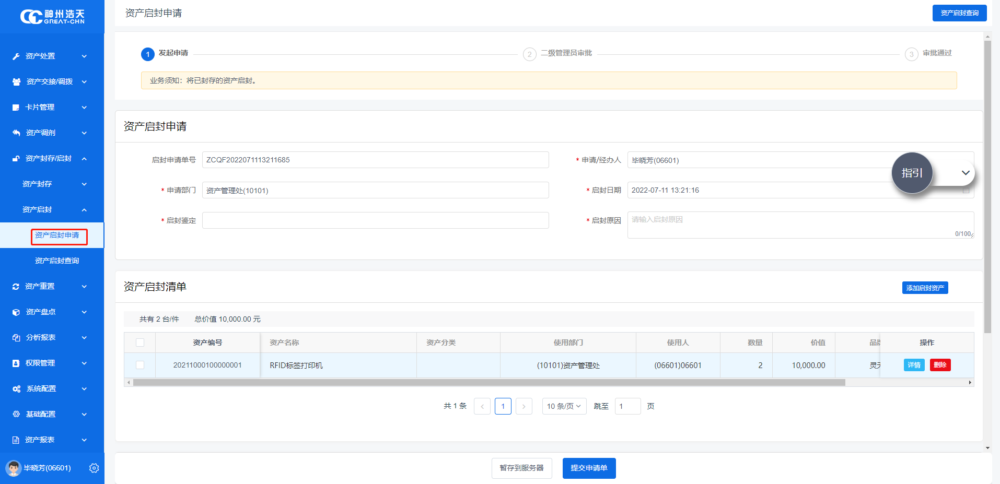 神州浩天
GREAT-CHN
资产处置
资产交接/调拨
卡片管理
资产调剂
资产封存/启封
资产封存
资产启封
资产启封申请
资产启封查询
资产重置
资产盘点
分析报表
权限管理
系统配置
基础配置
资产报表
毕晓芳(06601)
资产启封申请
资产启封查询
1 发起申请
2 二级管理员审批
3 审批通过
业务须知：将已封存的资产启封。
资产启封申请
启封申请单号 ZCQF2022071113211685
* 申请/经办人 毕晓芳(06601)
指引
* 申请部门 资产管理处(10101)
* 启封日期 2022-07-11 13:21:16
* 启封鉴定
* 启封原因 请输入启封原因
0/100
资产启封清单
添加启封资产
共有 2 台/件 总价值 10,000.00 元
资产编号 资产名称 资产分类 使用部门 使用人 数量 价值 品牌 操作
20211000100000001 RFID标签打印机 (10101)资产管理处 (06601)06601 2 10,000.00 灵天 详情 删除
共 1 条 1 10 条/页 跳至 1 页
暂存到服务器 提交申请单